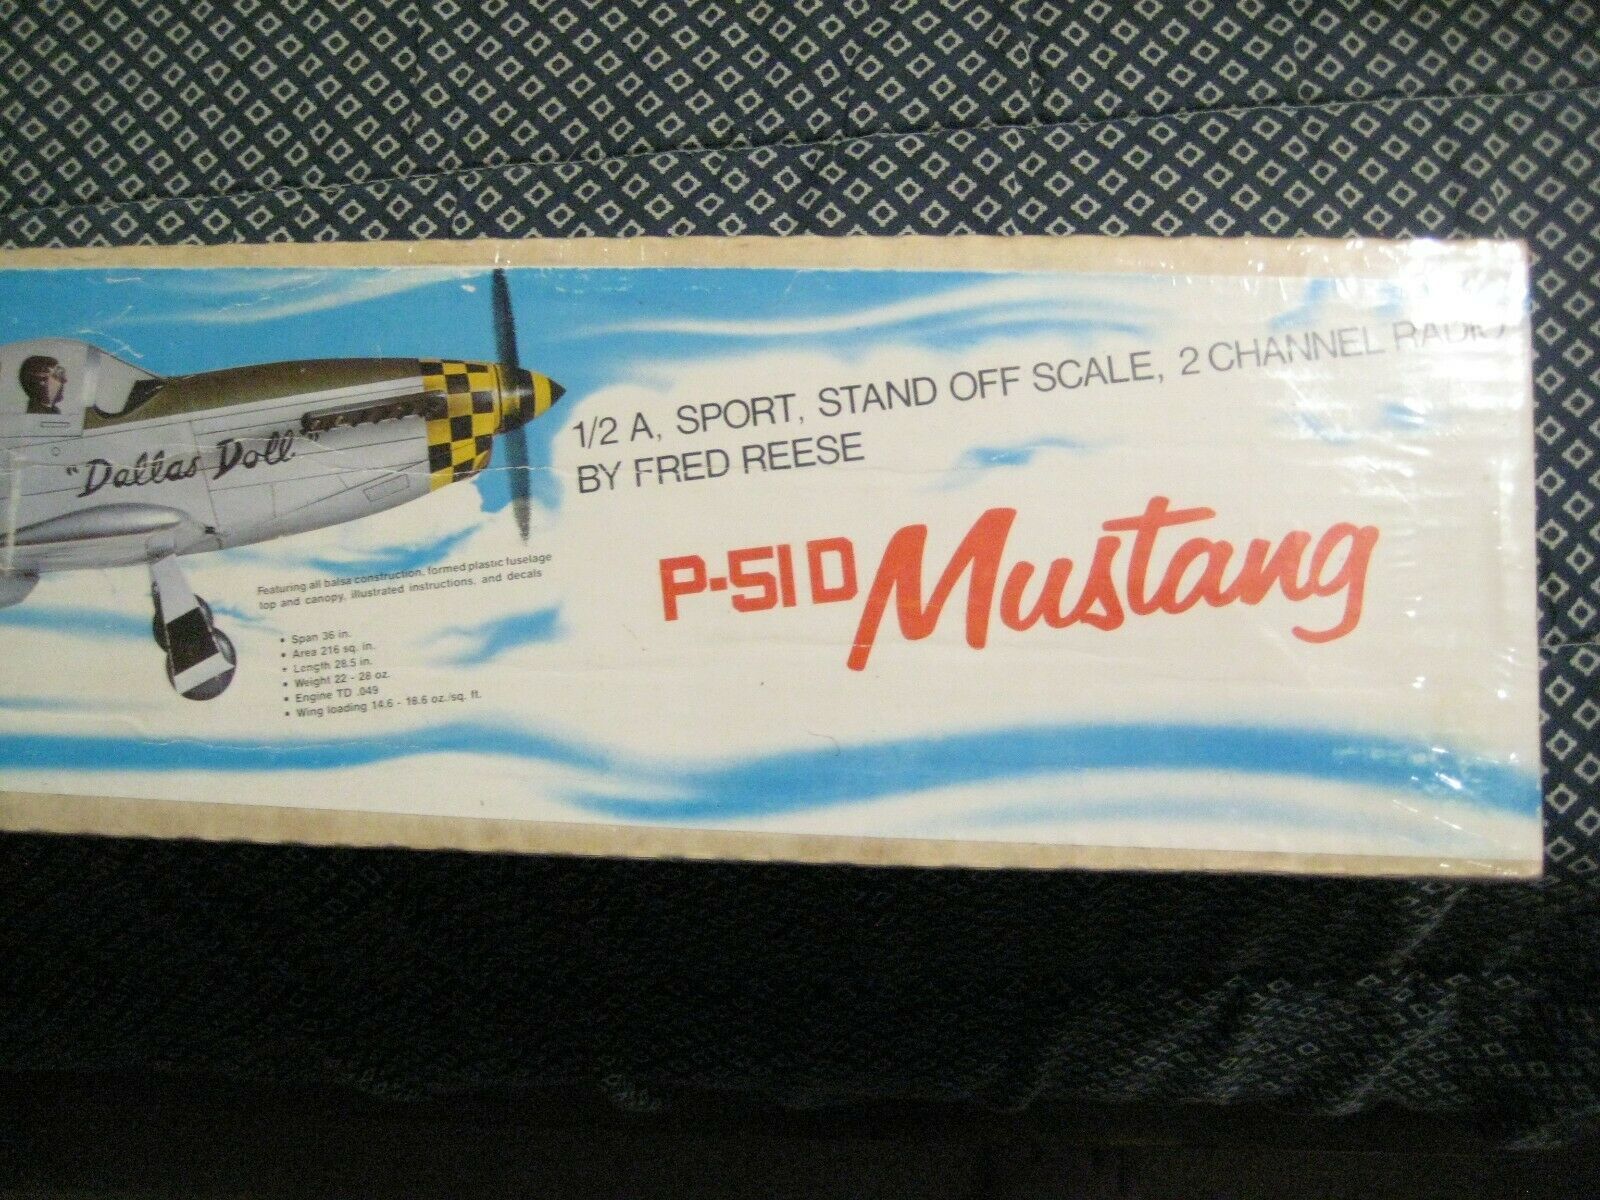 1/2 A, SPORT, STAND OFF SCALE, 2 CHANNEL RADIO
BY FRED REESE
"Dallas Doll"
P-51D Mustang
Featuring all balsa construction, formed plastic fuselage
top and canopy, illustrated instructions, and decals
• Span 36 in.
• Area 216 sq. in.
• Length 28.5 in.
• Weight 22 - 28 oz.
• Engine TD .049
• Wing loading 14.6 - 18.6 oz./sq. ft.